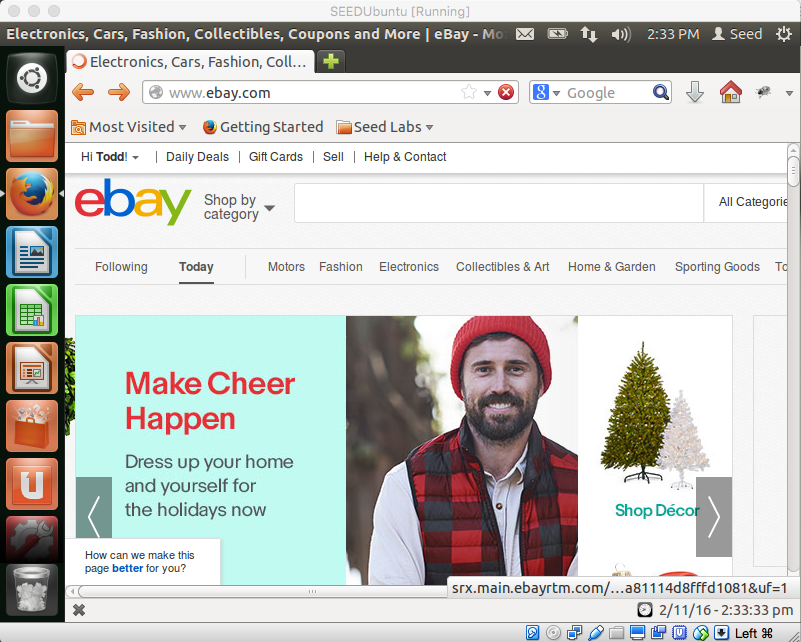 SEEDUbuntu [Running]
Electronics, Cars, Fashion, Collectibles, Coupons and More | eBay - Mo
2:33 PM
Seed
Electronics, Cars, Fashion, Coll...
www.ebay.com
Google
Most Visited
Getting Started
Seed Labs
Hi Todd!
Daily Deals
Gift Cards
Sell
Help & Contact
ebay
Shop by
category
All Categorie
Following
Today
Motors
Fashion
Electronics
Collectibles & Art
Home & Garden
Sporting Goods
To
Make Cheer
Happen
Dress up your home
and yourself for
the holidays now
Shop Décor
How can we make this
page better for you?
srx.main.ebayrtm.com/...a81114d8fffd1081&uf=1
2/11/16 - 2:33:33 pm
Left ⌘